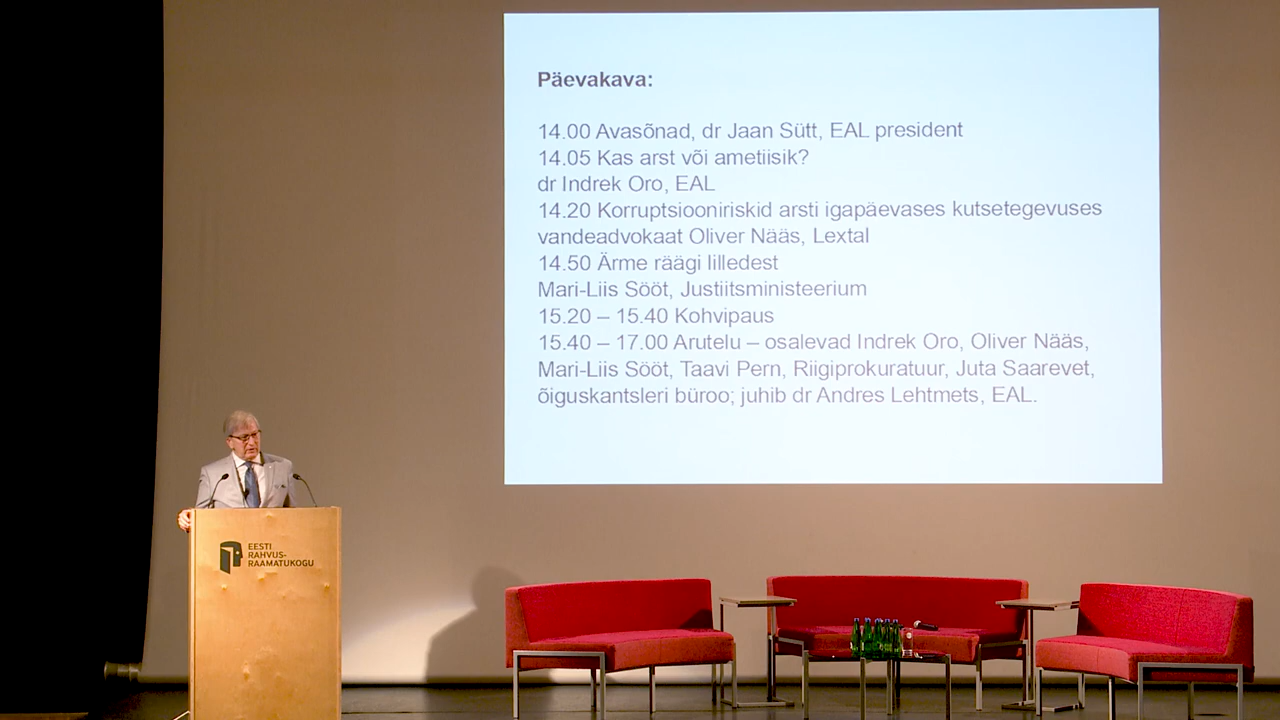 Päevakava:
14.00 Avasõnad, dr Jaan Sütt, EAL president
14.05 Kas arst või ametiisik?
dr Indrek Oro, EAL
14.20 Korruptsiooniriskid arsti igapäevases kutsetegevuses
vandeadvokaat Oliver Nääs, Lextal
14.50 Ärme räägi lilledest
Mari-Liis Sööt, Justiitsministeerium
15.20 – 15.40 Kohvipaus
15.40 – 17.00 Arutelu – osalevad Indrek Oro, Oliver Nääs,
Mari-Liis Sööt, Taavi Pern, Riigiprokuratuur, Juta Saarevet,
õiguskantsleri büroo; juhib dr Andres Lehtmets, EAL.
EESTI
RAHVUS-
RAAMATUKOGU